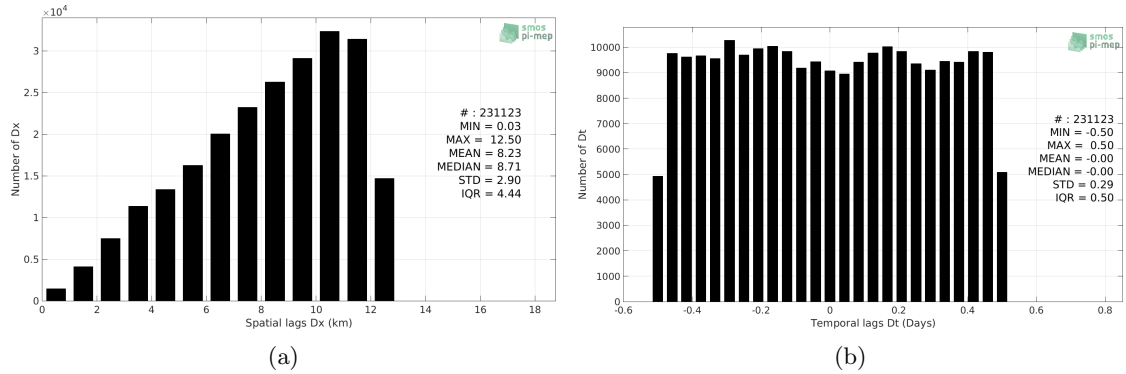 ×10^4
3
2.5
2
1.5
1
0.5
0
0 2 4 6 8 10 12 14 16 18
Number of Dx
Spatial lags Dx (km)
smos
pi-mep
# : 231123
MIN = 0.03
MAX = 12.50
MEAN = 8.23
MEDIAN = 8.71
STD = 2.90
IQR = 4.44
(a)
10000
9000
8000
7000
6000
5000
4000
3000
2000
1000
0
-0.6 -0.4 -0.2 0 0.2 0.4 0.6 0.8
Number of Dt
Temporal lags Dt (Days)
smos
pi-mep
# : 231123
MIN = -0.50
MAX = 0.50
MEAN = -0.00
MEDIAN = -0.00
STD = 0.29
IQR = 0.50
(b)